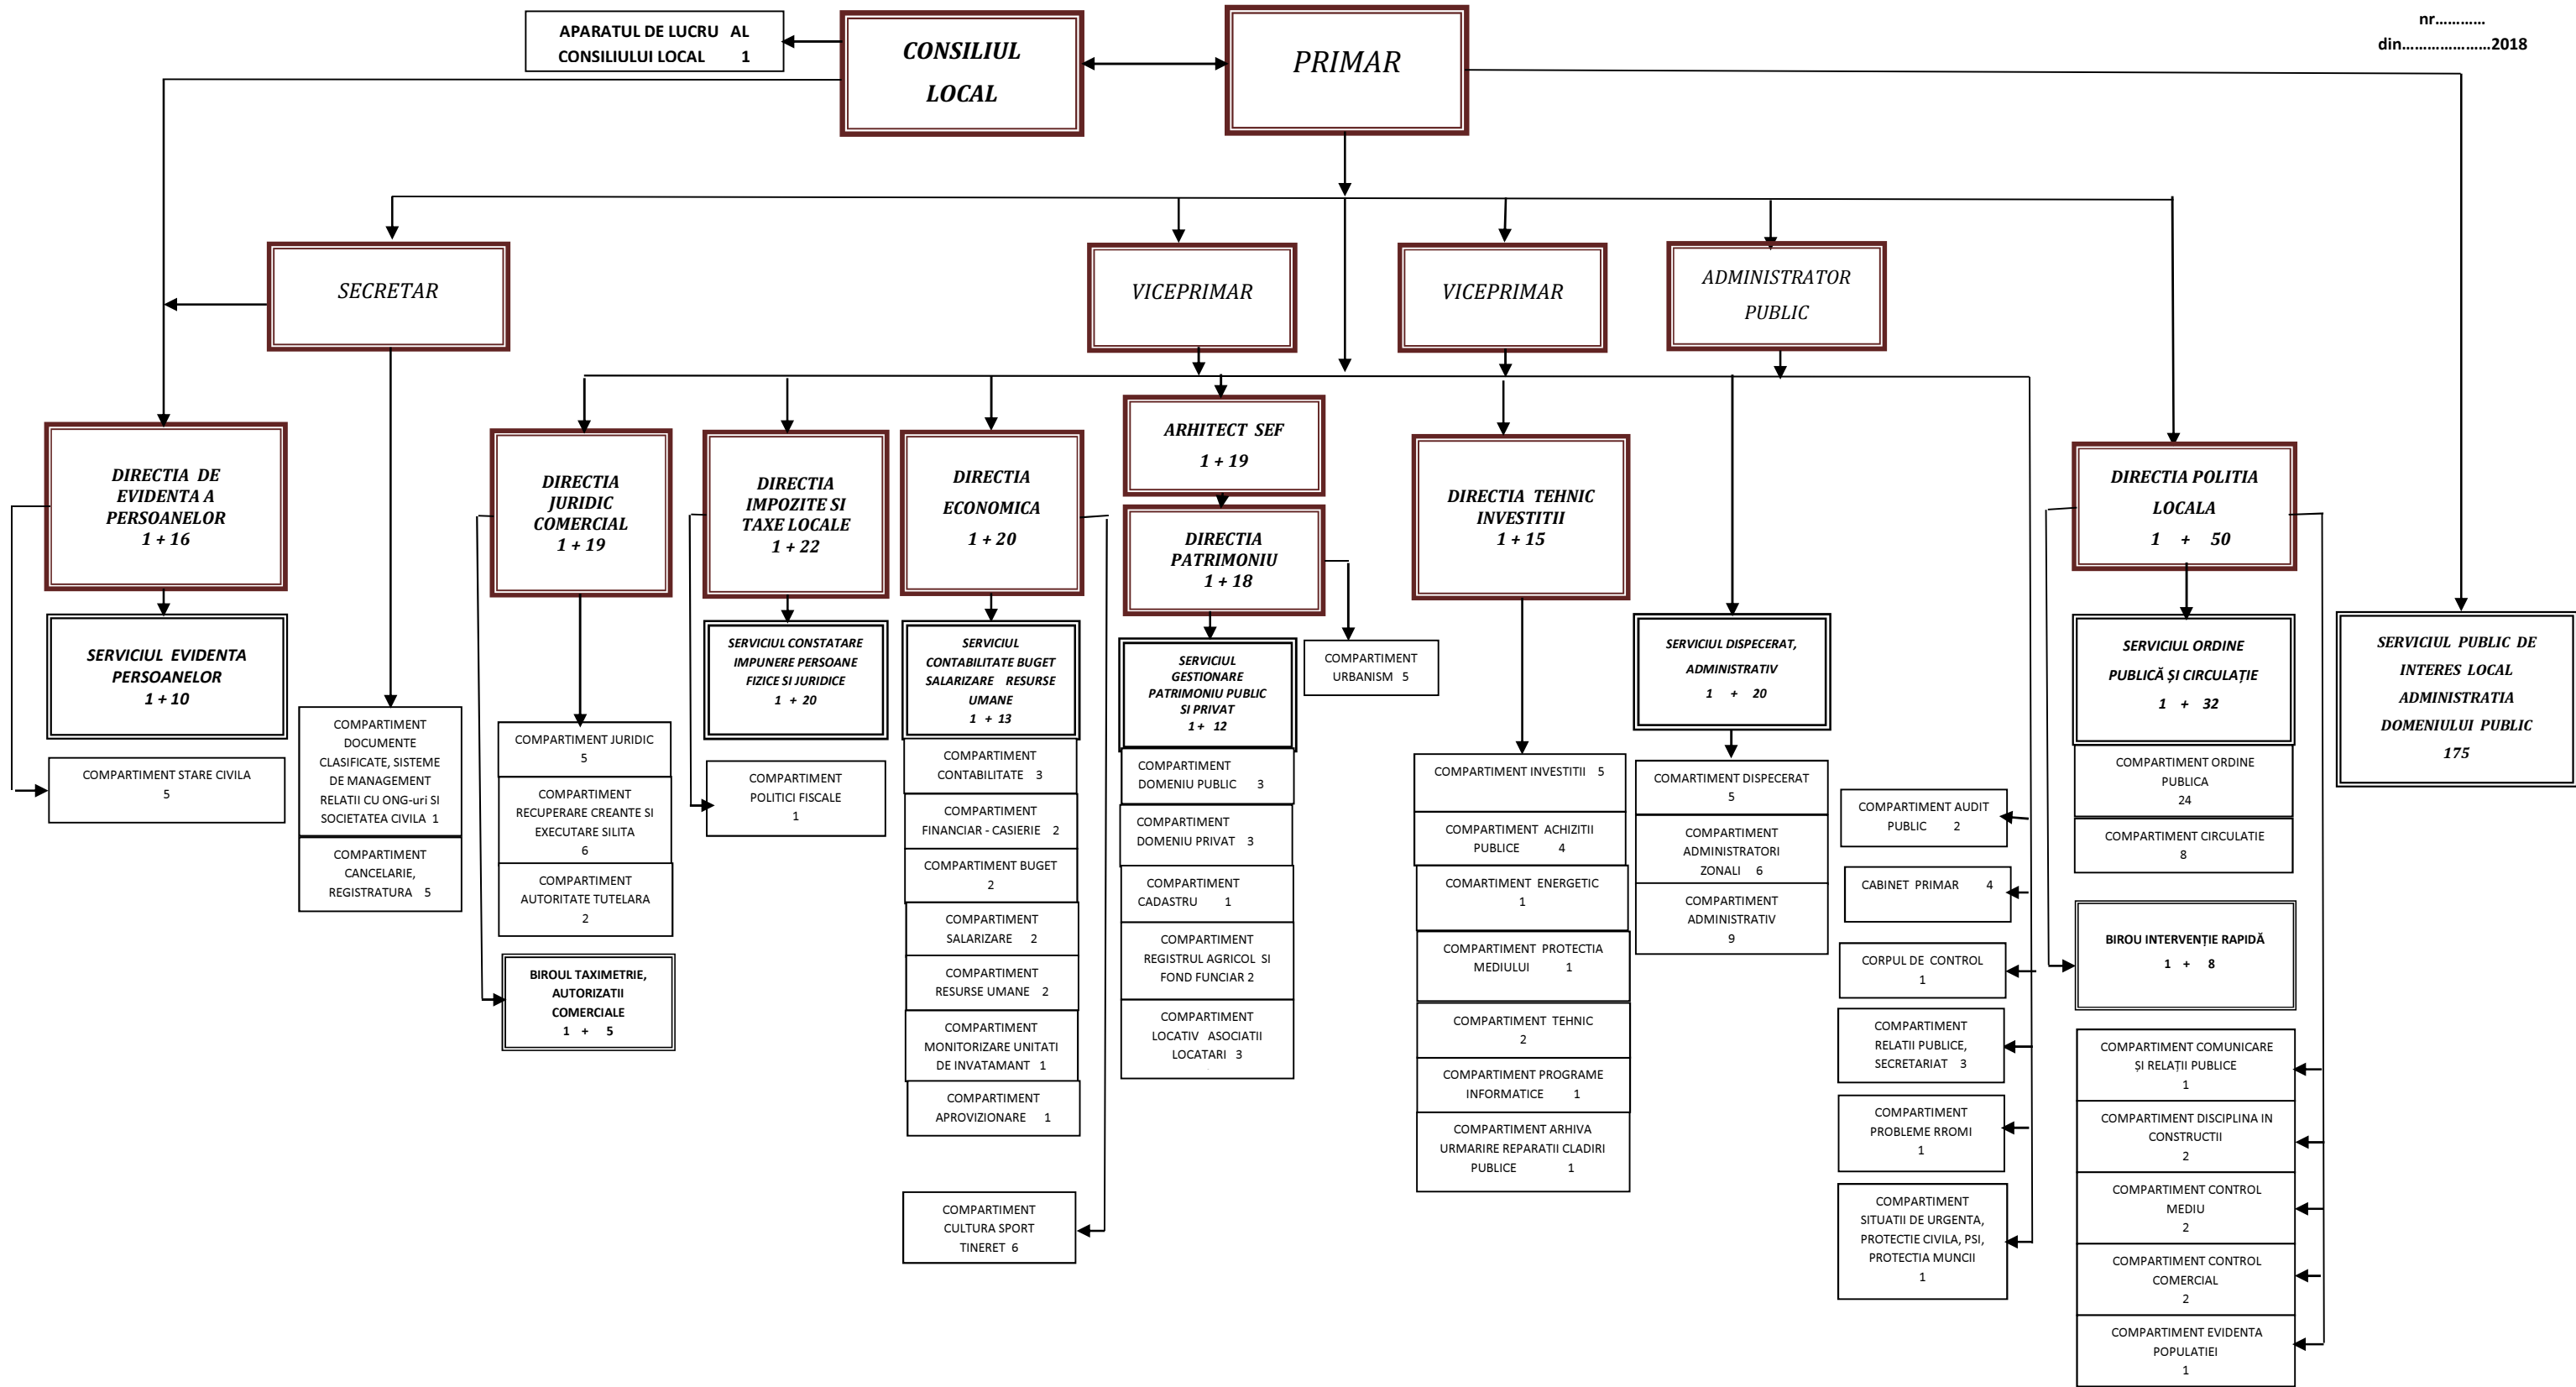 nr............
din.....................2018
APARATUL DE LUCRU AL
CONSILIULUI LOCAL 1
CONSILIUL
LOCAL
PRIMAR
SECRETAR
VICEPRIMAR
VICEPRIMAR
ADMINISTRATOR
PUBLIC
DIRECTIA DE
EVIDENTA A
PERSOANELOR
1 + 16
SERVICIUL EVIDENTA
PERSOANELOR
1 + 10
COMPARTIMENT STARE CIVILA
5
COMPARTIMENT
DOCUMENTE
CLASIFICATE, SISTEME
DE MANAGEMENT
RELATII CU ONG-uri SI
SOCIETATEA CIVILA 1
COMPARTIMENT
CANCELARIE,
REGISTRATURA 5
DIRECTIA
JURIDIC
COMERCIAL
1 + 19
COMPARTIMENT JURIDIC
5
COMPARTIMENT
RECUPERARE CREANTE SI
EXECUTARE SILITA
6
COMPARTIMENT
AUTORITATE TUTELARA
2
BIROUL TAXIMETRIE,
AUTORIZATII
COMERCIALE
1 + 5
DIRECTIA
IMPOZITE SI
TAXE LOCALE
1 + 22
SERVICIUL CONSTATARE
IMPUNERE PERSOANE
FIZICE SI JURIDICE
1 + 20
COMPARTIMENT
POLITICI FISCALE
1
DIRECTIA
ECONOMICA
1 + 20
SERVICIUL
CONTABILITATE BUGET
SALARIZARE RESURSE
UMANE
1 + 13
COMPARTIMENT
CONTABILITATE 3
COMPARTIMENT
FINANCIAR - CASIERIE 2
COMPARTIMENT BUGET
2
COMPARTIMENT
SALARIZARE 2
COMPARTIMENT
RESURSE UMANE 2
COMPARTIMENT
MONITORIZARE UNITATI
DE INVATAMANT 1
COMPARTIMENT
APROVIZIONARE 1
COMPARTIMENT
CULTURA SPORT
TINERET 6
ARHITECT SEF
1 + 19
DIRECTIA
PATRIMONIU
1 + 18
SERVICIUL
GESTIONARE
PATRIMONIU PUBLIC
SI PRIVAT
1 + 12
COMPARTIMENT
DOMENIU PUBLIC 3
COMPARTIMENT
DOMENIU PRIVAT 3
COMPARTIMENT
CADASTRU 1
COMPARTIMENT
REGISTRUL AGRICOL SI
FOND FUNCIAR 2
COMPARTIMENT
LOCATIV ASOCIATII
LOCATARI 3
COMPARTIMENT
URBANISM 5
DIRECTIA TEHNIC
INVESTITII
1 + 15
COMPARTIMENT INVESTITII 5
COMPARTIMENT ACHIZITII
PUBLICE 4
COMARTIMENT ENERGETIC
1
COMPARTIMENT PROTECTIA
MEDIULUI 1
COMPARTIMENT TEHNIC
2
COMPARTIMENT PROGRAME
INFORMATICE 1
COMPARTIMENT ARHIVA
URMARIRE REPARATII CLADIRI
PUBLICE 1
SERVICIUL DISPECERAT,
ADMINISTRATIV
1 + 20
COMARTIMENT DISPECERAT
5
COMPARTIMENT
ADMINISTRATORI
ZONALI 6
COMPARTIMENT
ADMINISTRATIV
9
COMPARTIMENT AUDIT
PUBLIC 2
CABINET PRIMAR 4
CORPUL DE CONTROL
1
COMPARTIMENT
RELATII PUBLICE,
SECRETARIAT 3
COMPARTIMENT
PROBLEME RROMI
1
COMPARTIMENT
SITUATII DE URGENTA,
PROTECTIE CIVILA, PSI,
PROTECTIA MUNCII
1
DIRECTIA POLITIA
LOCALA
1 + 50
SERVICIUL ORDINE
PUBLICĂ ȘI CIRCULAȚIE
1 + 32
COMPARTIMENT ORDINE
PUBLICA
24
COMPARTIMENT CIRCULATIE
8
BIROU INTERVENȚIE RAPIDĂ
1 + 8
COMPARTIMENT COMUNICARE
ȘI RELAȚII PUBLICE
1
COMPARTIMENT DISCIPLINA IN
CONSTRUCTII
2
COMPARTIMENT CONTROL
MEDIU
2
COMPARTIMENT CONTROL
COMERCIAL
2
COMPARTIMENT EVIDENTA
POPULATIEI
1
SERVICIUL PUBLIC DE
INTERES LOCAL
ADMINISTRATIA
DOMENIULUI PUBLIC
175